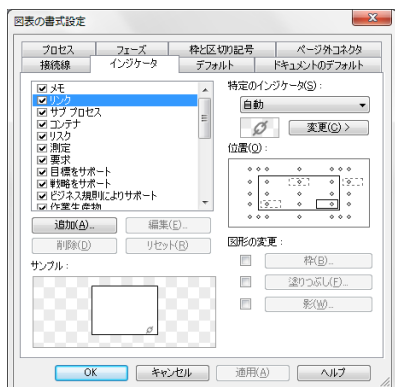 図表の書式設定
プロセス
フェーズ
枠と区切り記号
ページ外コネクタ
接続線
インジケータ
デフォルト
ドキュメントのデフォルト
メモ
リンク
サブ プロセス
コンテナ
リスク
測定
要求
目標をサポート
戦略をサポート
ビジネス規則によりサポート
作業生産物
追加(A)...
編集(E)...
削除(D)
リセット(R)
サンプル:
特定のインジケータ(S):
自動
変更(C) >
位置(O):
図形の変更:
枠(B)...
塗りつぶし(F)...
影(W)...
OK
キャンセル
適用(A)
ヘルプ